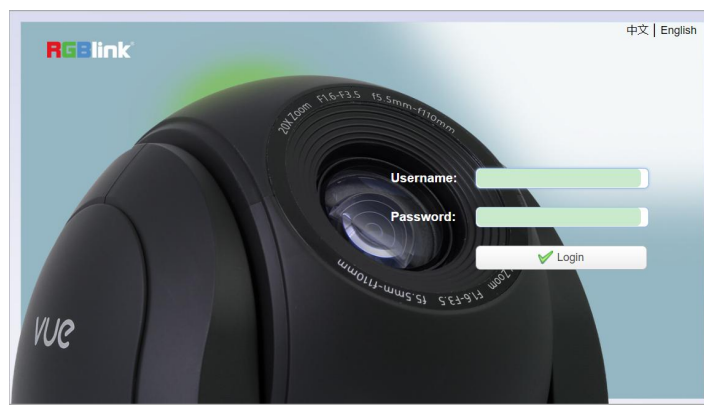 中文 | English
RGBlink
20X Zoom F1.6-F3.5 f5.5mm-f110mm
Username:
Password:
Login
20X Zoom F1.6-F3.5 f5.5mm-f110mm
VUE